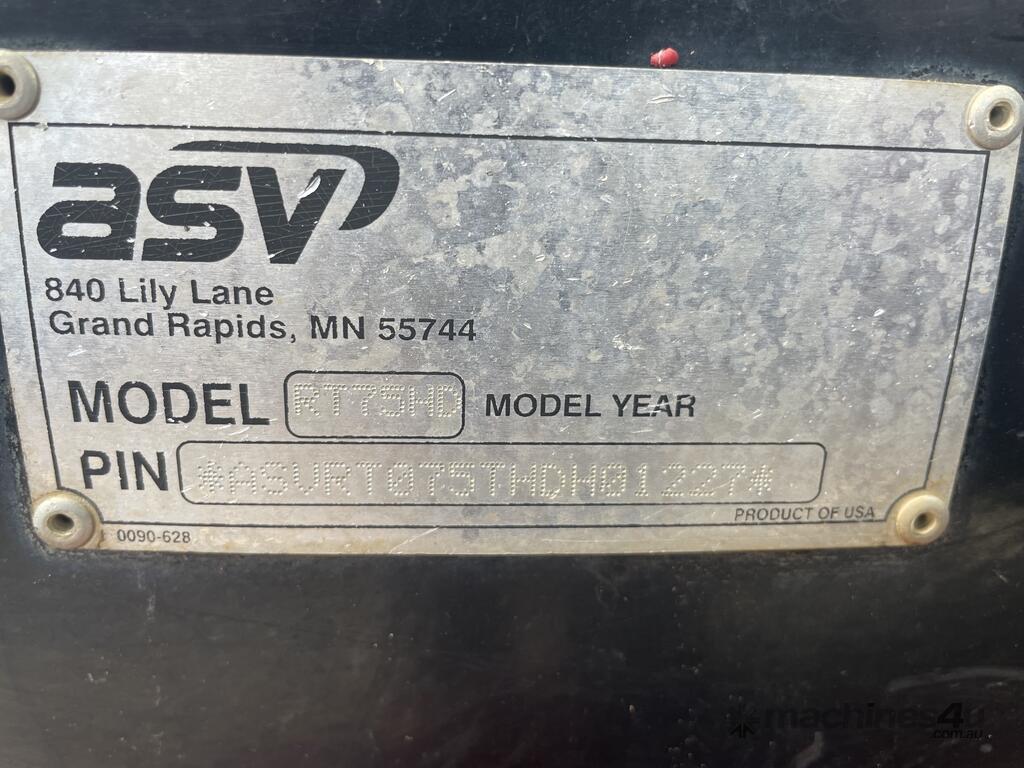 asv
840 Lily Lane
Grand Rapids, MN 55744
MODEL RT75HD MODEL YEAR
PIN *ASVRT075THDH01227*
PRODUCT OF USA
0090-628
machines4u
.com.au